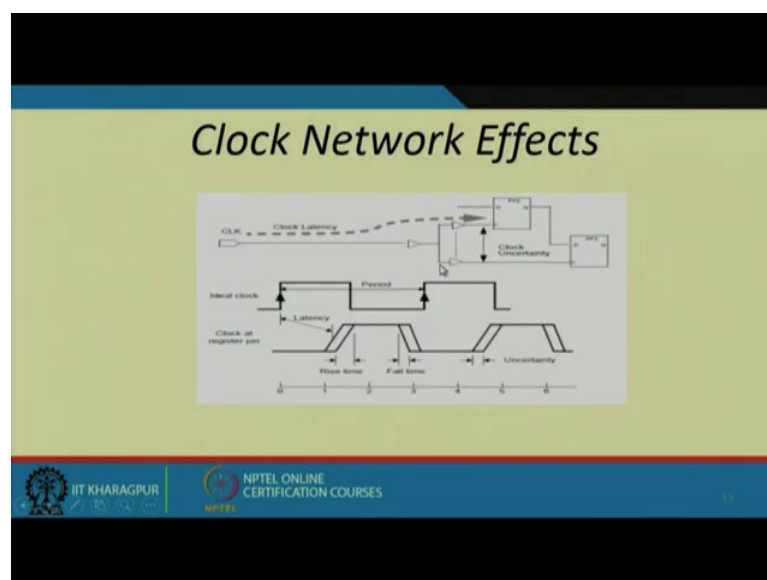 Clock Network Effects
CLK
Clock Latency
Clock
Uncertainty
Period
Ideal clock
Latency
Clock at
register pin
Rise time
Fall time
Uncertainty
0 1 2 3 4 5 6
IIT KHARAGPUR
NPTEL
NPTEL ONLINE
CERTIFICATION COURSES